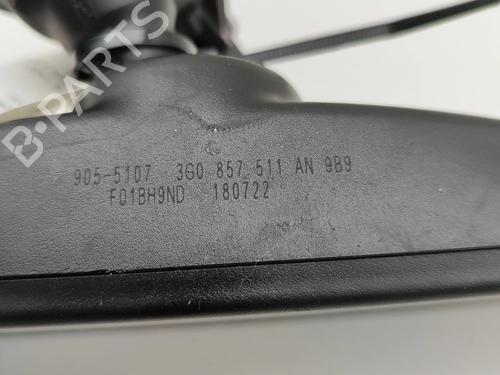 B-PARTS
905-5107 3G0 857 511 AN 9B9
F01BH9ND 180722